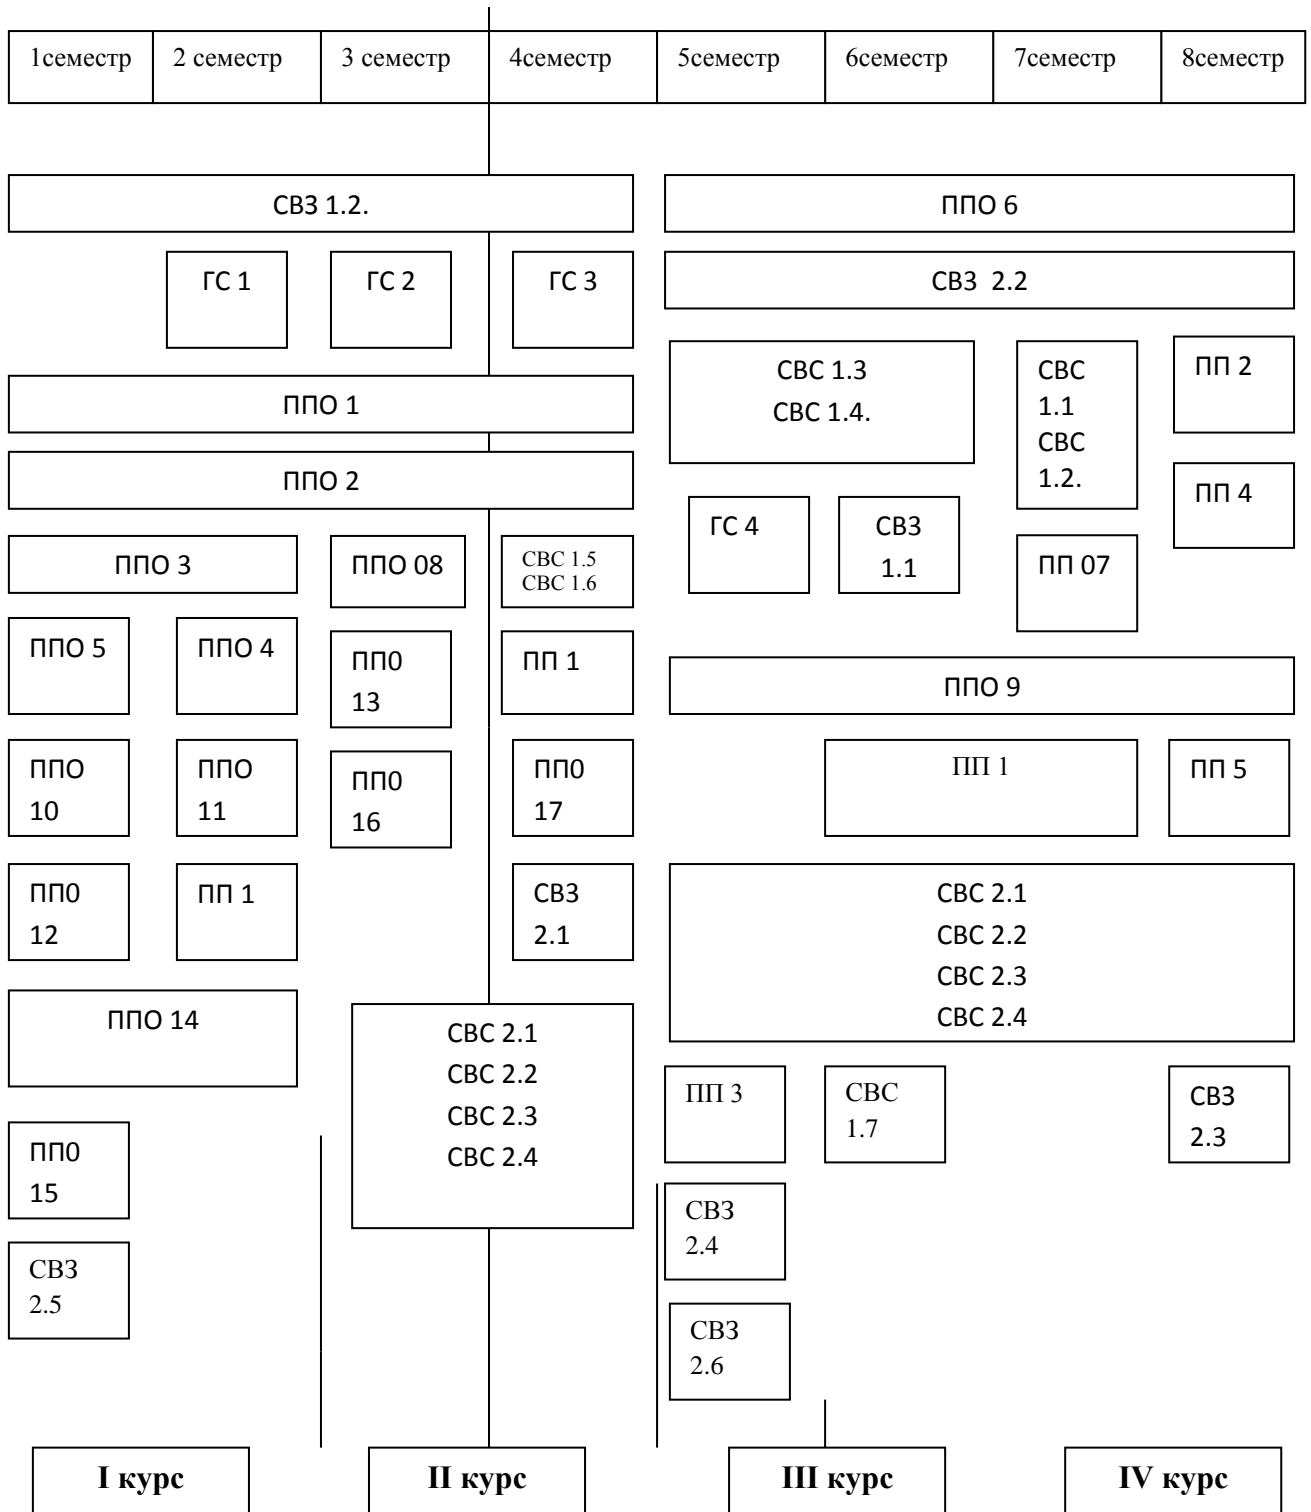 1семестр
2 семестр
3 семестр
4семестр
5семестр
6семестр
7семестр
8семестр
СВЗ 1.2.
ППО 6
ГС 1
ГС 2
ГС 3
СВЗ 2.2
СВС 1.3
СВС 1.4.
СВС
1.1
СВС
1.2.
ПП 2
ППО 1
ППО 2
ПП 4
ГС 4
СВЗ
1.1
ППО 3
ППО 08
СВС 1.5
СВС 1.6
ПП 07
ППО 5
ППО 4
ПП0
13
ПП 1
ППО 9
ППО
10
ППО
11
ПП0
16
ПП0
17
ПП 1
ПП 5
ПП0
12
ПП 1
СВЗ
2.1
СВС 2.1
СВС 2.2
СВС 2.3
СВС 2.4
ППО 14
СВС 2.1
СВС 2.2
СВС 2.3
СВС 2.4
ПП 3
СВС
1.7
СВЗ
2.3
ПП0
15
СВЗ
2.4
СВЗ
2.5
СВЗ
2.6
I курс
II курс
III курс
IV курс